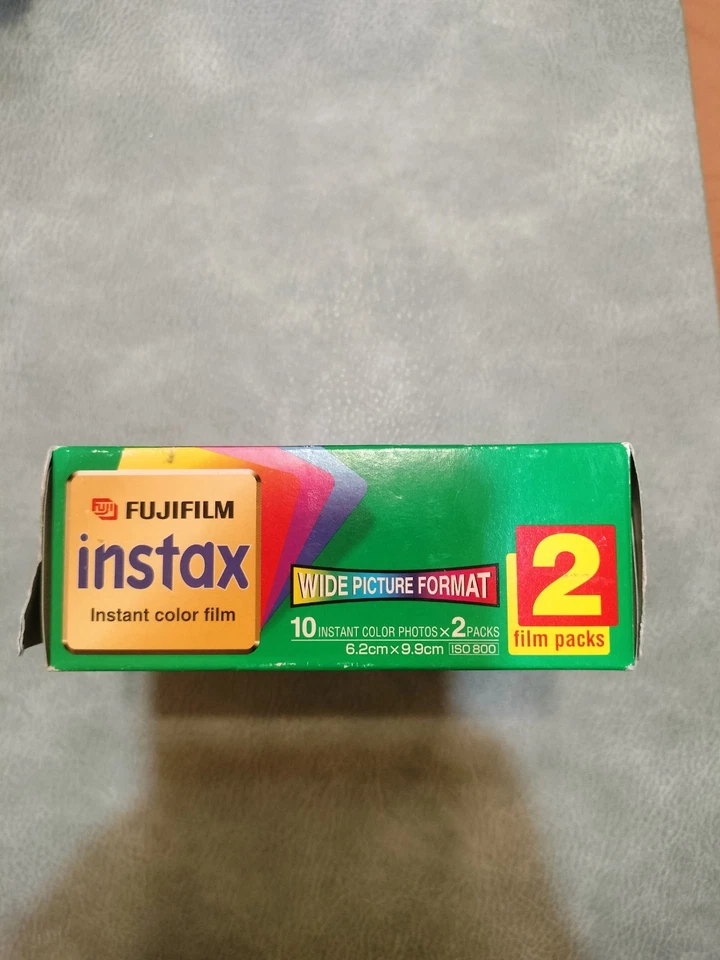 FUJI FUJIFILM
instax
Instant color film
WIDE PICTURE FORMAT
10 INSTANT COLOR PHOTOS×2 PACKS
6.2cm×9.9cm ISO 800
2
film packs